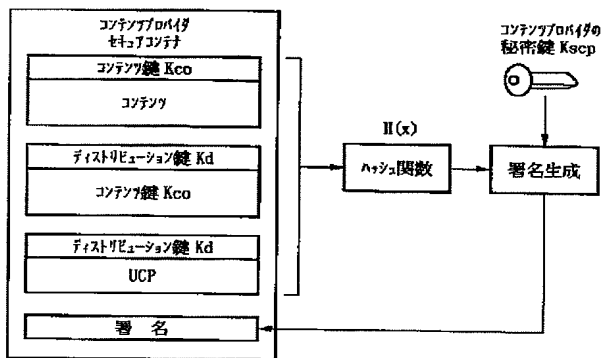 コンテンツプロバイダ
セキュアコンテナ
コンテンツ鍵 Kco
コンテンツ
ディストリビューション鍵 Kd
コンテンツ鍵 Kco
ディストリビューション鍵 Kd
UCP
署 名
H(x)
ハッシュ関数
コンテンツプロバイダの
秘密鍵 Kscp
署名生成